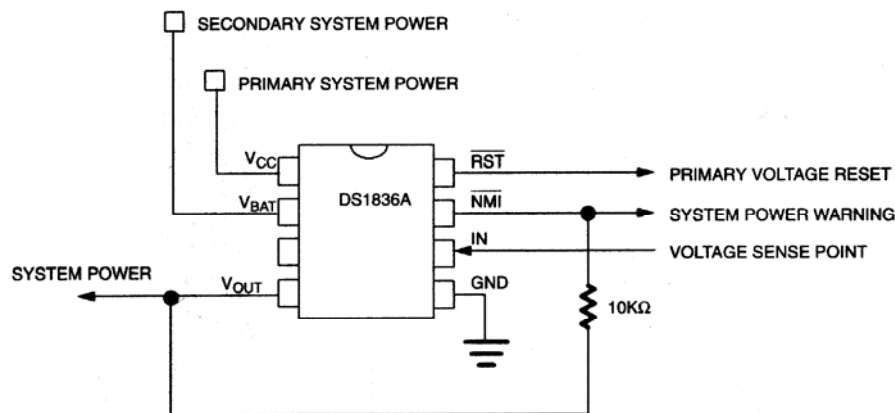 SECONDARY SYSTEM POWER
PRIMARY SYSTEM POWER
VCC
RST
PRIMARY VOLTAGE RESET
DS1836A
VBAT
NMI
SYSTEM POWER WARNING
IN
VOLTAGE SENSE POINT
SYSTEM POWER
VOUT
GND
10KΩ